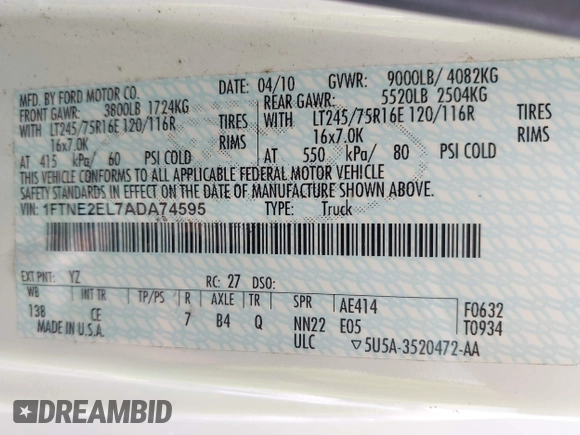 MFD. BY FORD MOTOR CO.
DATE: 04/10 GVWR: 9000LB/ 4082KG
FRONT GAWR: 3800LB 1724KG REAR GAWR: 5520LB 2504KG
WITH LT245/75R16E 120/116R TIRES WITH LT245/75R16E 120/116R TIRES
16x7.0K RIMS 16x7.0K RIMS
AT 415 kPa/ 60 PSI COLD AT 550 kPa/ 80 PSI COLD
THIS VEHICLE CONFORMS TO ALL APPLICABLE FEDERAL MOTOR VEHICLE
SAFETY STANDARDS IN EFFECT ON THE DATE OF MANUFACTURE SHOWN ABOVE.
VIN: 1FTNE2EL7ADA74595 TYPE: Truck
EXT PNT: YZ RC: 27 DSO:
WB INT TR TP/PS R AXLE TR SPR AE414 F0632
138 CE 7 B4 Q NN22 E05 T0934
MADE IN U.S.A. ULC ▽5U5A-3520472-AA
DREAMBID